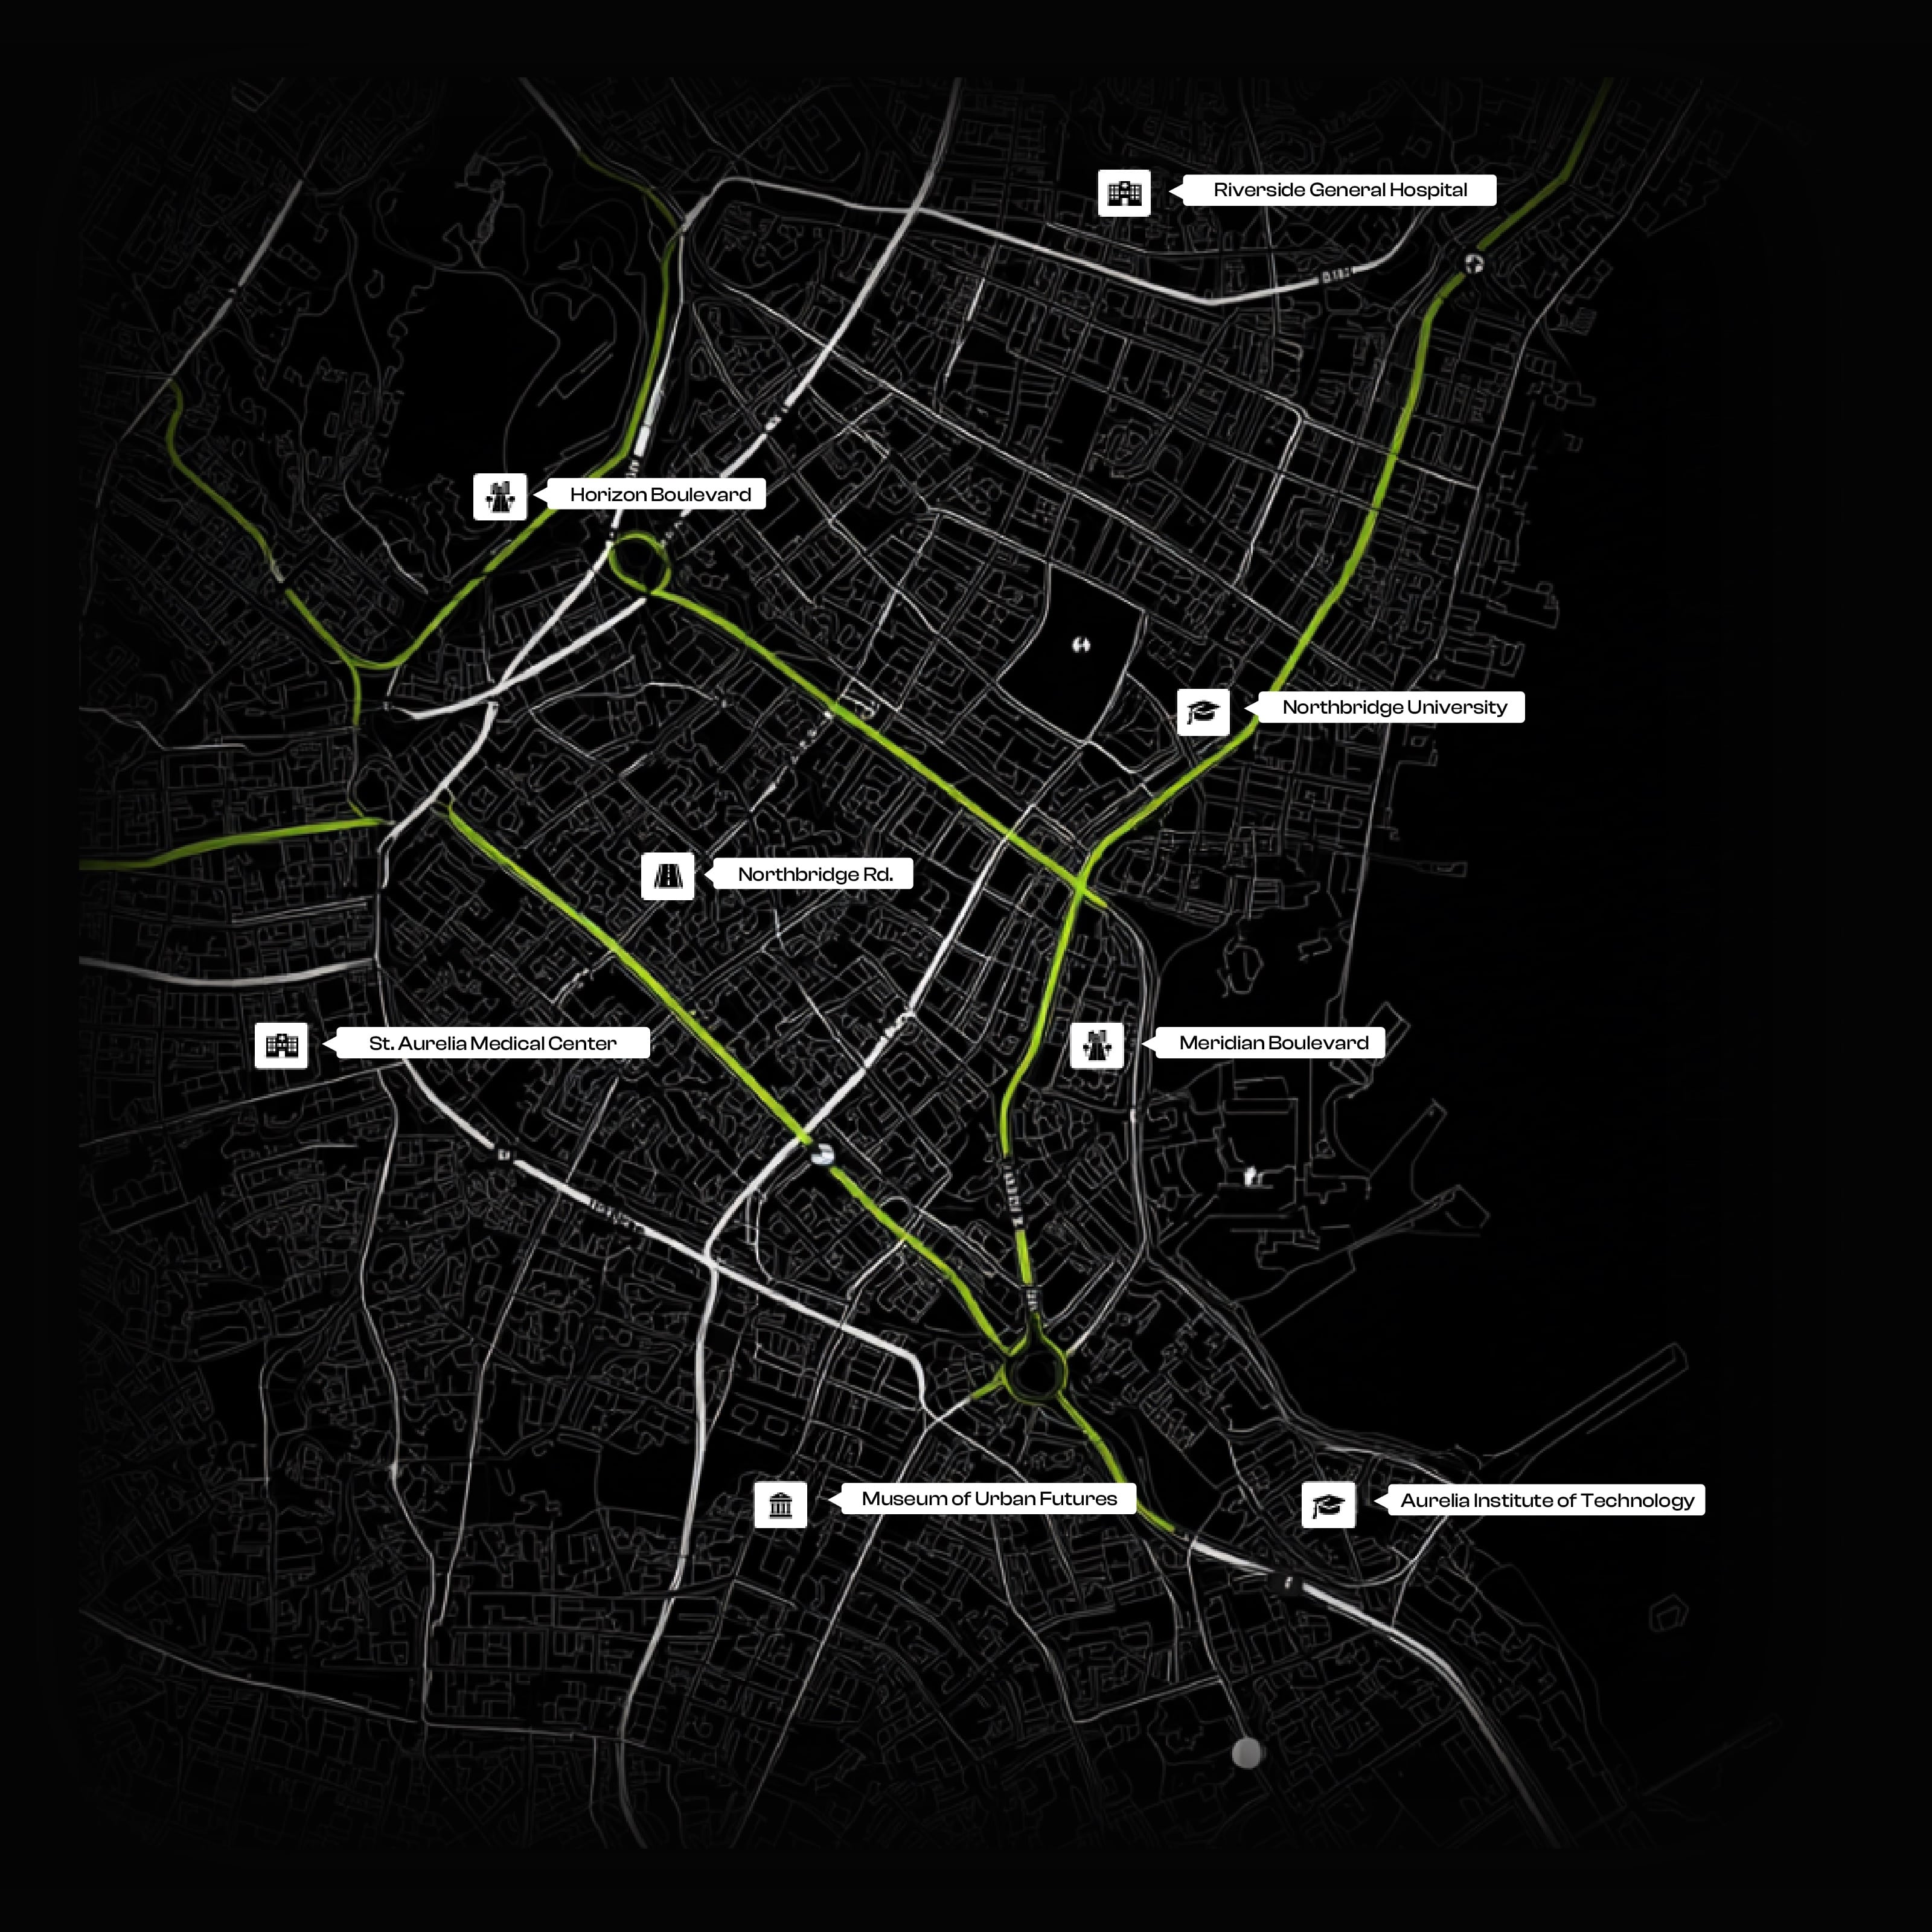 Riverside General Hospital
Horizon Boulevard
Northbridge University
Northbridge Rd.
St. Aurelia Medical Center
Meridian Boulevard
Museum of Urban Futures
Aurelia Institute of Technology